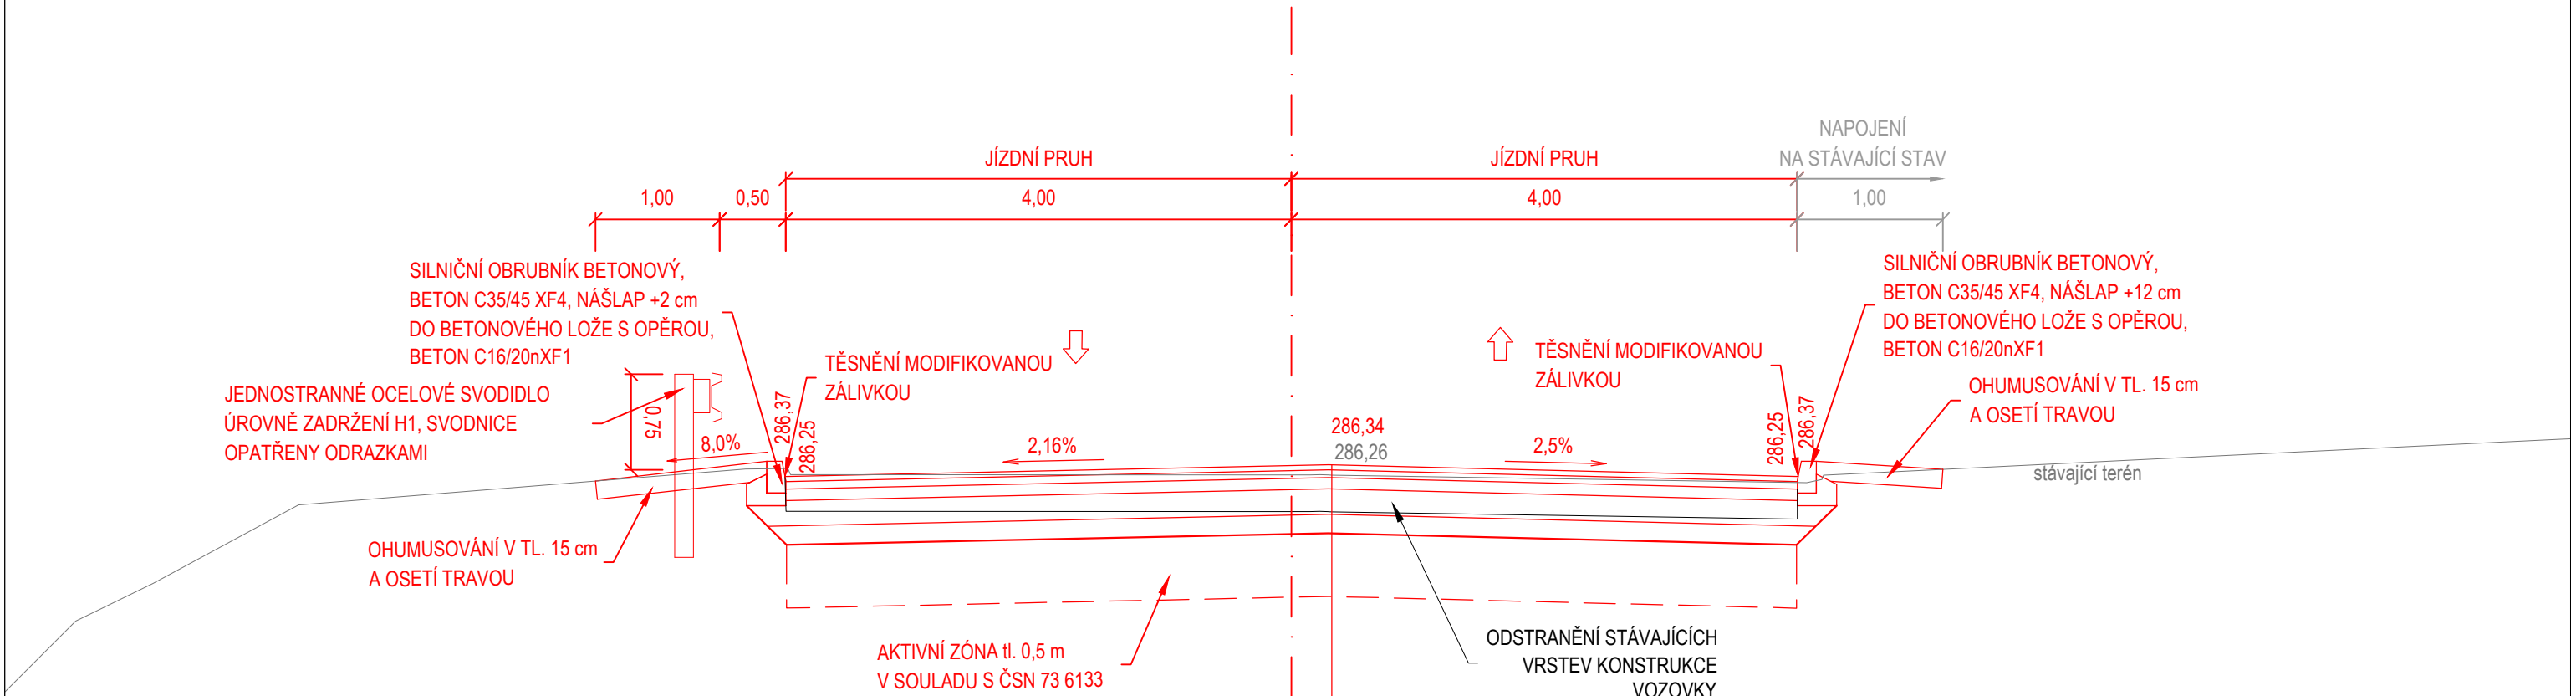 NAPOJENÍ
JÍZDNÍ PRUH
JÍZDNÍ PRUH
NA STÁVAJÍCÍ STAV
1,00
0,50
4,00
4,00
1,00
SILNIČNÍ OBRUBNÍK BETONOVÝ,
BETON C35/45 XF4, NÁŠLAP +2 cm
DO BETONOVÉHO LOŽE S OPĚROU,
BETON C16/20nXF1
SILNIČNÍ OBRUBNÍK BETONOVÝ,
BETON C35/45 XF4, NÁŠLAP +12 cm
DO BETONOVÉHO LOŽE S OPĚROU,
BETON C16/20nXF1
TĚSNĚNÍ MODIFIKOVANOU
ZÁLIVKOU
TĚSNĚNÍ MODIFIKOVANOU
ZÁLIVKOU
JEDNOSTRANNÉ OCELOVÉ SVODIDLO
ÚROVNĚ ZADRŽENÍ H1, SVODNICE
OPATŘENY ODRAZKAMI
OHUMUSOVÁNÍ V TL. 15 cm
A OSETÍ TRAVOU
0,75
8,0%
286,37
286,25
2,16%
286,34
286,26
2,5%
286,25
286,37
stávající terén
OHUMUSOVÁNÍ V TL. 15 cm
A OSETÍ TRAVOU
AKTIVNÍ ZÓNA tl. 0,5 m
V SOULADU S ČSN 73 6133
ODSTRANĚNÍ STÁVAJÍCÍCH
VRSTEV KONSTRUKCE
VOZOVKY